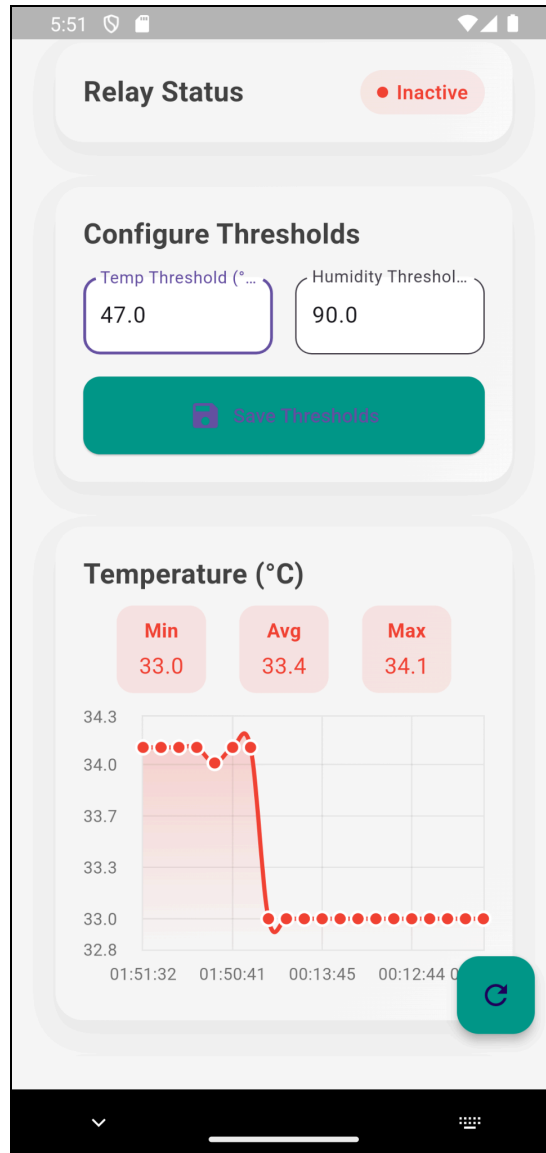 5:51
Relay Status
Inactive
Configure Thresholds
Temp Threshold (°... Humidity Threshol...
47.0 90.0
Save Thresholds
Temperature (°C)
Min Avg Max
33.0 33.4 34.1
34.3
34.0
33.7
33.3
33.0
32.8
01:51:32 01:50:41 00:13:45 00:12:44 0